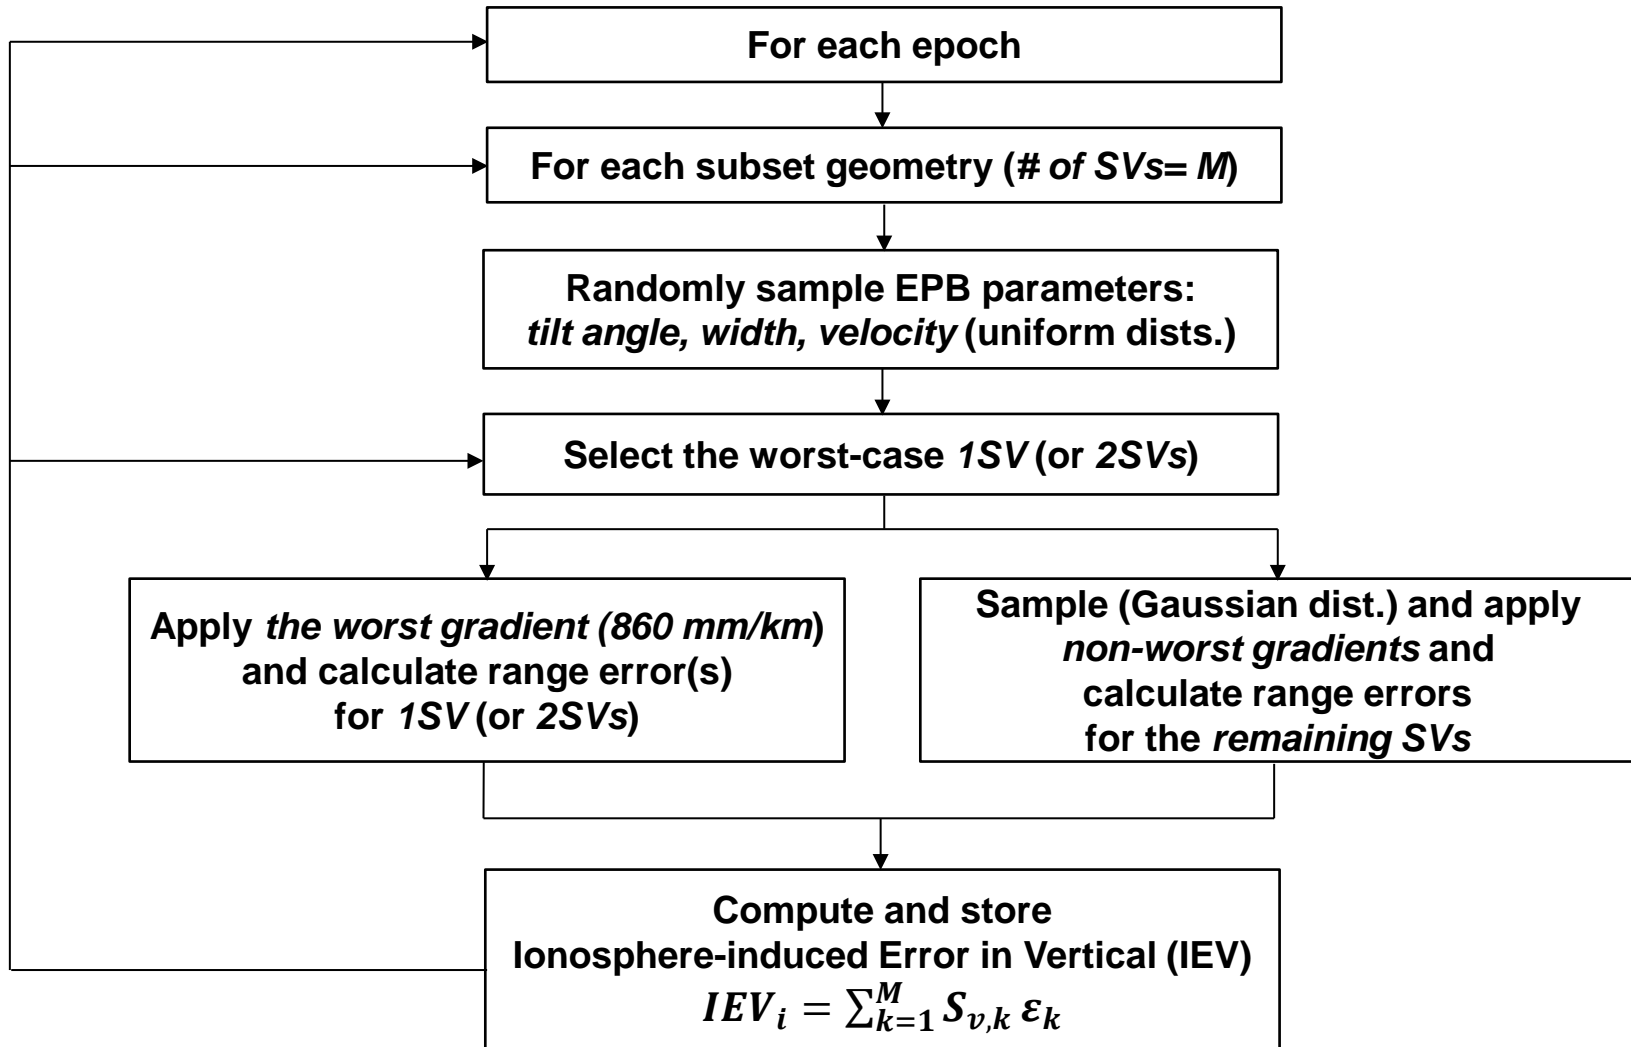 For each epoch
For each subset geometry (# of SVs= M)
Randomly sample EPB parameters:
tilt angle, width, velocity (uniform dists.)
Select the worst-case 1SV (or 2SVs)
Apply the worst gradient (860 mm/km)
and calculate range error(s)
for 1SV (or 2SVs)
Sample (Gaussian dist.) and apply
non-worst gradients and
calculate range errors
for the remaining SVs
Compute and store
Ionosphere-induced Error in Vertical (IEV)
$IEV_i = \sum_{k=1}^{M} S_{v,k} \, \varepsilon_k$